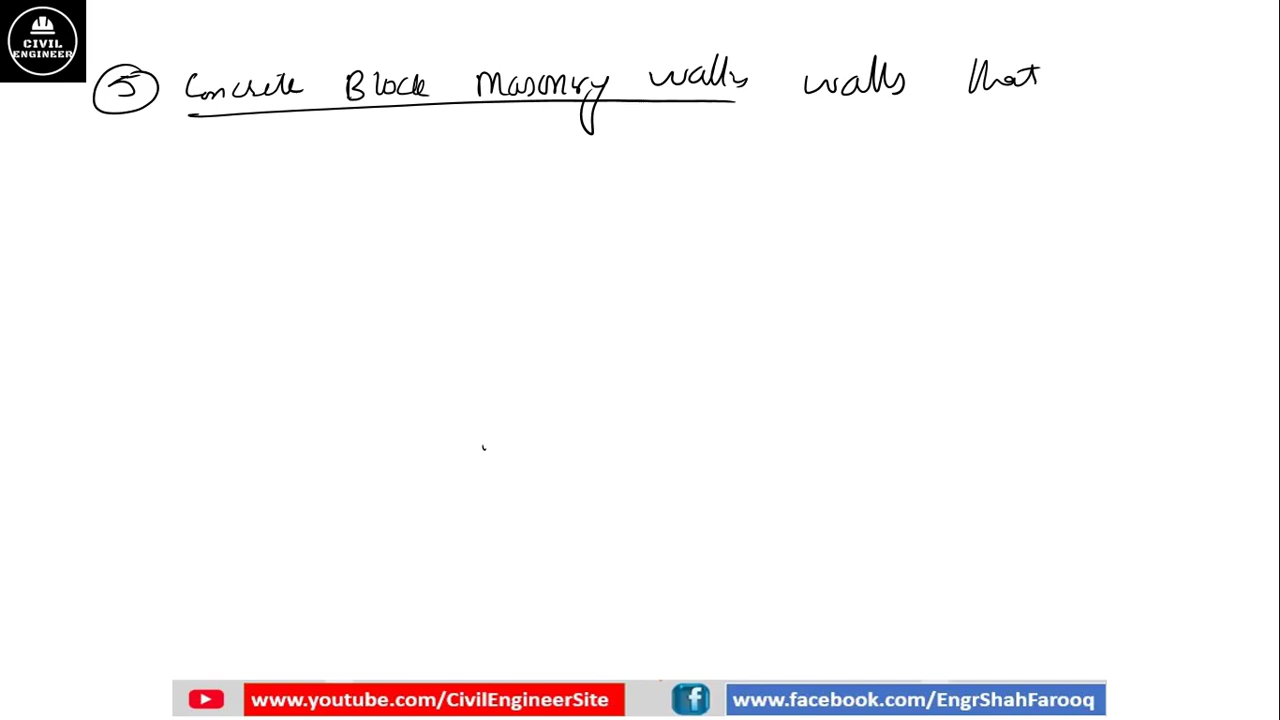 CIVIL
ENGINEER
5 Concrete Block Masonry walls walls that
www.youtube.com/CivilEngineerSite
www.facebook.com/EngrShahFarooq